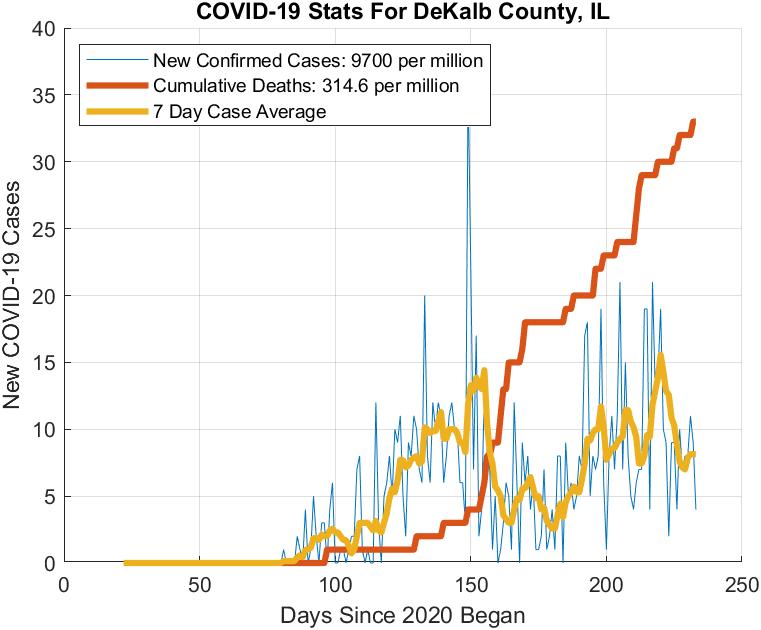 COVID-19 Stats For DeKalb County, IL
New Confirmed Cases: 9700 per million
Cumulative Deaths: 314.6 per million
7 Day Case Average
New COVID-19 Cases
40
35
30
25
20
15
10
5
0
0 50 100 150 200 250
Days Since 2020 Began